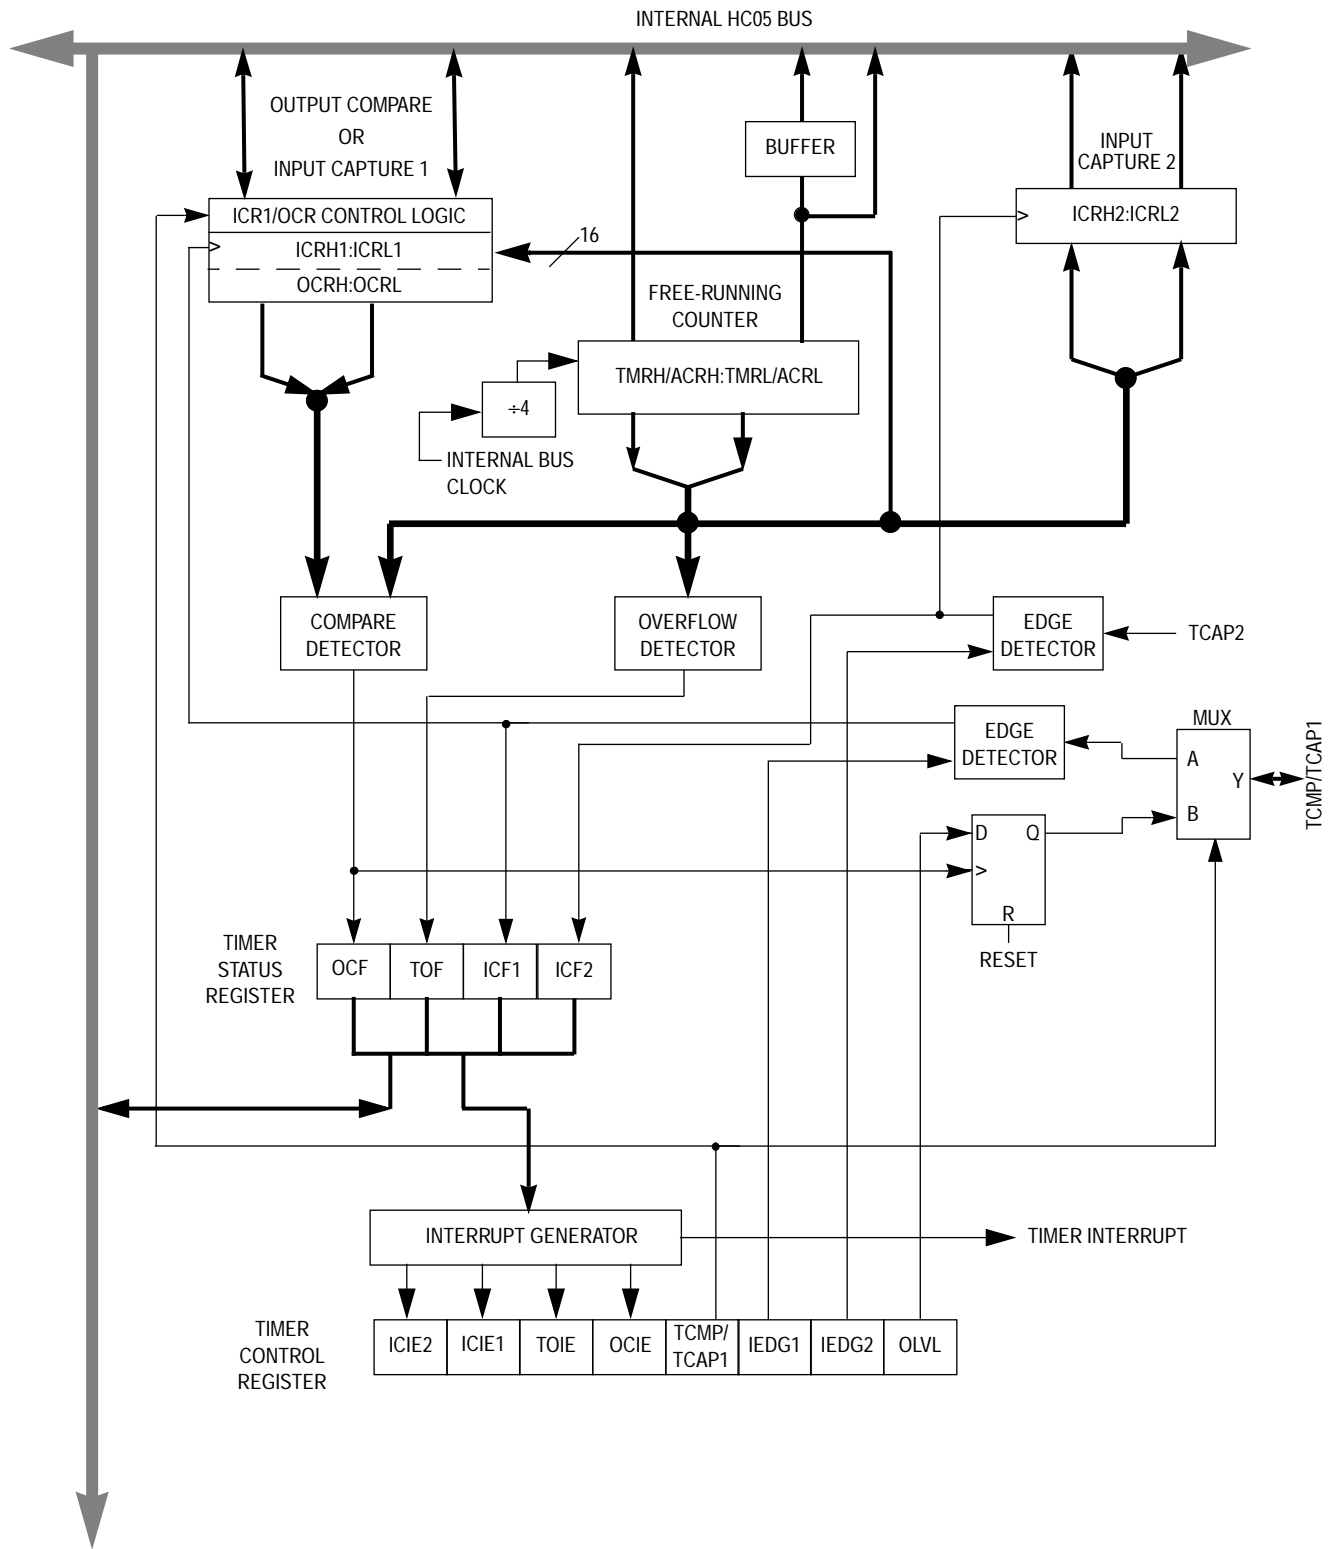 INTERNAL HC05 BUS
OUTPUT COMPARE
OR
INPUT CAPTURE 1
BUFFER
INPUT
CAPTURE 2
ICR1/OCR CONTROL LOGIC
ICRH1:ICRL1
OCRH:OCRL
16
> ICRH2:ICRL2
>
FREE-RUNNING
COUNTER
TMRH/ACRH:TMRL/ACRL
÷4
INTERNAL BUS
CLOCK
COMPARE
DETECTOR
OVERFLOW
DETECTOR
EDGE
DETECTOR
TCAP2
EDGE
DETECTOR
MUX
A
Y
B
TCMP/TCAP1
D Q
>
R
RESET
TIMER
STATUS
REGISTER
OCF TOF ICF1 ICF2
INTERRUPT GENERATOR
TIMER INTERRUPT
TIMER
CONTROL
REGISTER
ICIE2 ICIE1 TOIE OCIE
TCMP/
TCAP1
IEDG1 IEDG2 OLVL